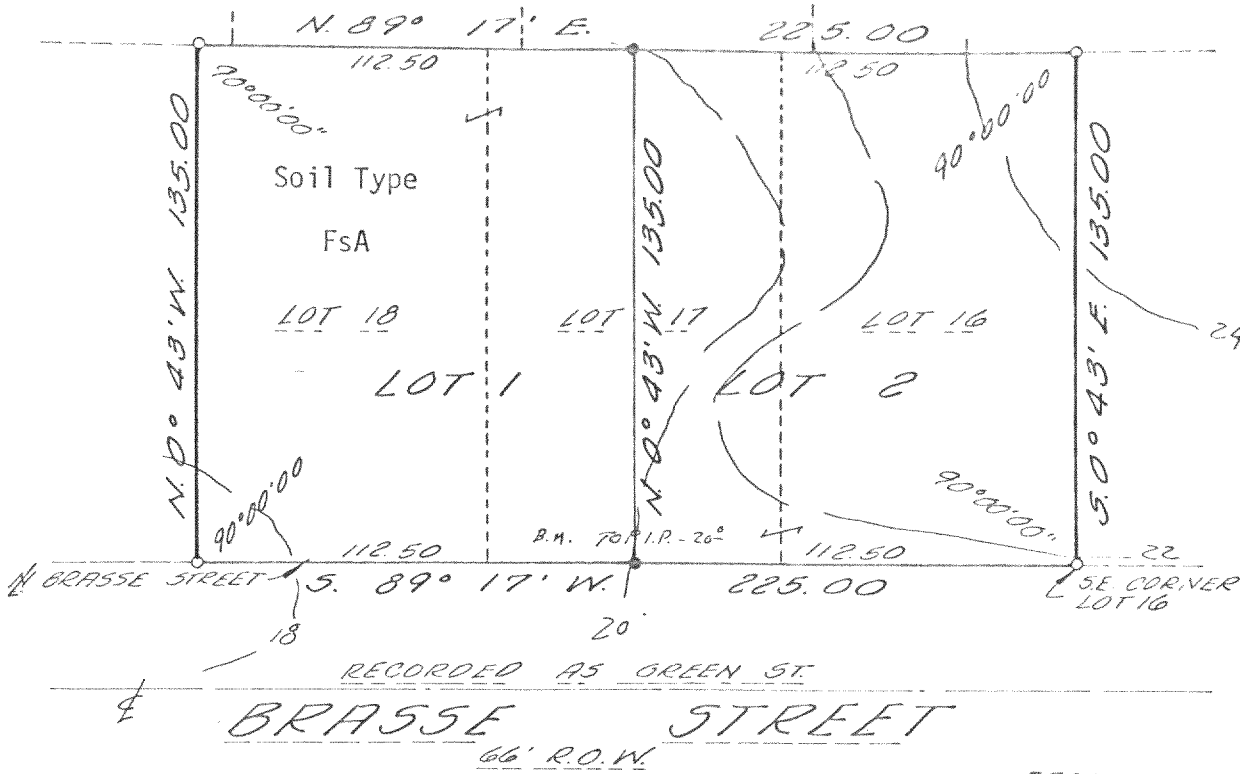 N. 89° 17' E. 225.00
112.50 112.50
90°00'00" 90°00'00
N. 0° 43' W. 135.00
Soil Type
FsA
N. 0° 43' W. 135.00
S. 0° 43' E. 135.00
LOT 18 LOT 17 LOT 16
24
LOT 1 LOT 2
90°00'00 90°00'00"
B.M. TOP I.P. - 20⁰
112.50 112.50
22
BRASSE STREET S. 89° 17' W. 225.00
S.E. CORNER
LOT 16
18 20
RECORDED AS GREEN ST.
BRASSE STREET
66' R.O.W.